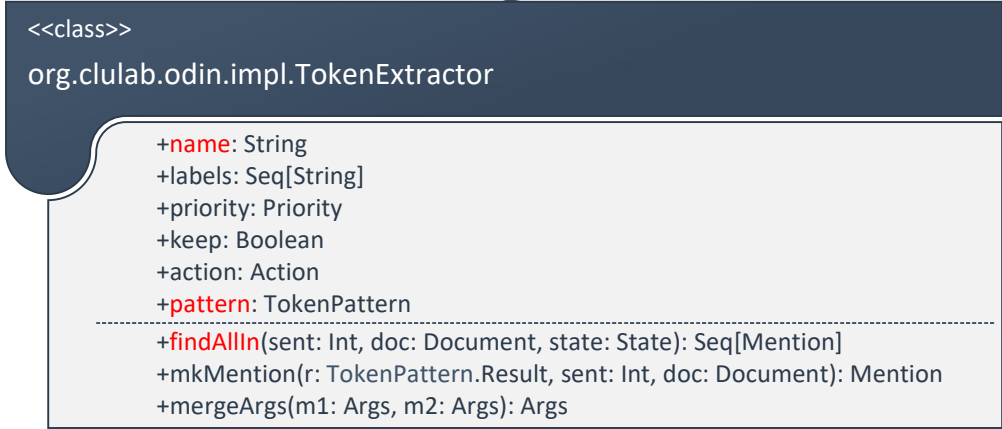 <<class>>
org.clulab.odin.impl.TokenExtractor
+name: String
+labels: Seq[String]
+priority: Priority
+keep: Boolean
+action: Action
+pattern: TokenPattern
+findAllIn(sent: Int, doc: Document, state: State): Seq[Mention]
+mkMention(r: TokenPattern.Result, sent: Int, doc: Document): Mention
+mergeArgs(m1: Args, m2: Args): Args